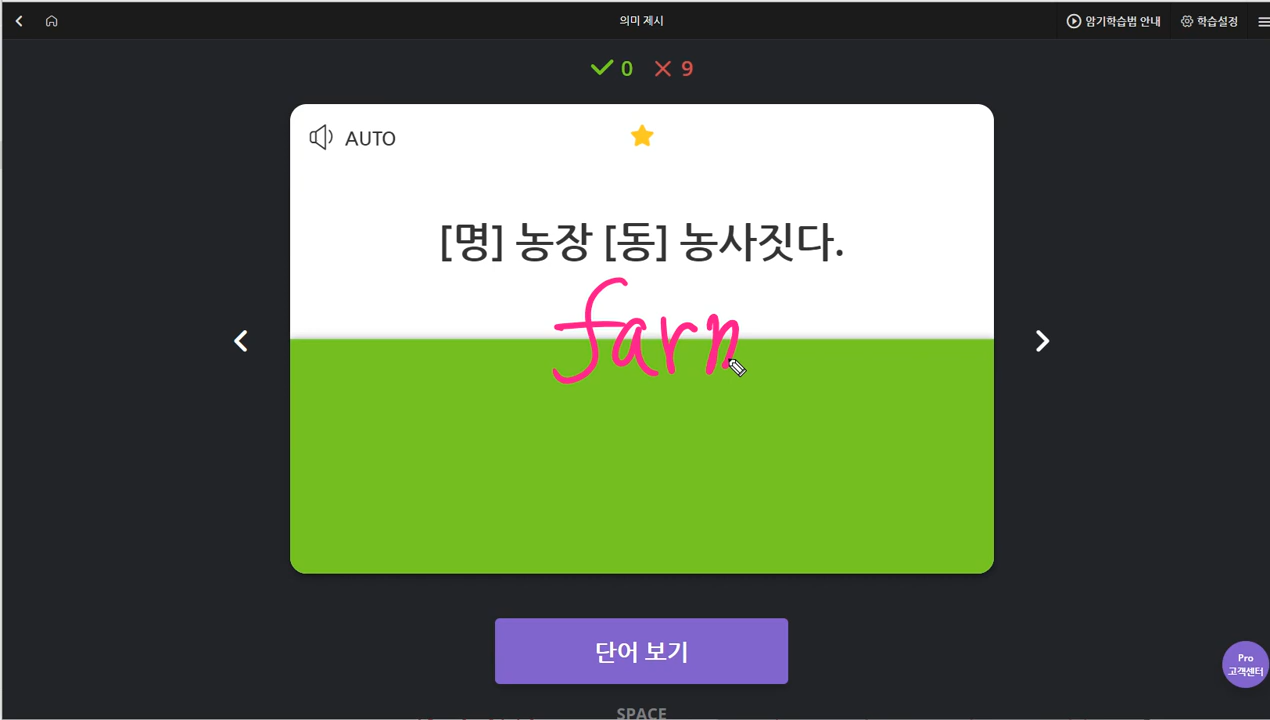 의미 제시
암기학습법 안내
학습설정
0 9
AUTO
[명] 농장 [동] 농사짓다.
farn
단어 보기
SPACE
Pro
고객센터